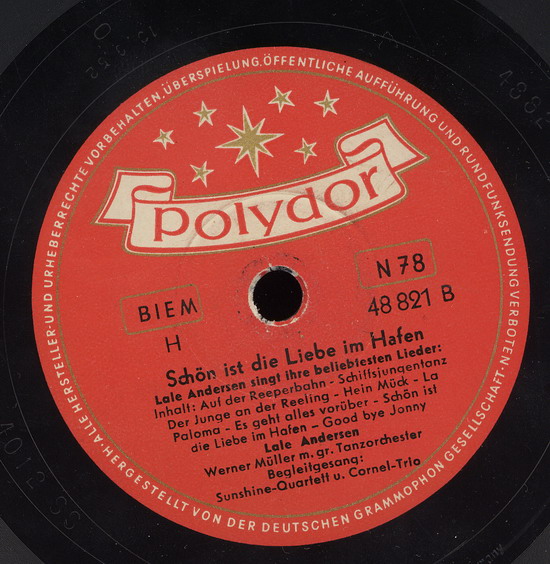 ALLE HERSTELLER- UND URHEBERRECHTE VORBEHALTEN, ÜBERSPIELUNG, ÖFFENTLICHE AUFFÜHRUNG UND RUNDFUNKSENDUNG VERBOTEN
polydor
BIEM
N 78
H
48 821 B
Schön ist die Liebe im Hafen
Lale Andersen singt ihre beliebtesten Lieder:
Inhalt: Auf der Reeperbahn - Schiffsjungentanz
Der Junge an der Reeling - Hein Mück - La
Paloma - Es geht alles vorüber - Schön ist
die Liebe im Hafen – Good bye Jonny
Lale Andersen
Werner Müller m. gr. Tanzorchester
Begleitgesang:
Sunshine-Quartett u. Cornel-Trio
HERGESTELLT VON DER DEUTSCHEN GRAMMOPHON GESELLSCHAFT